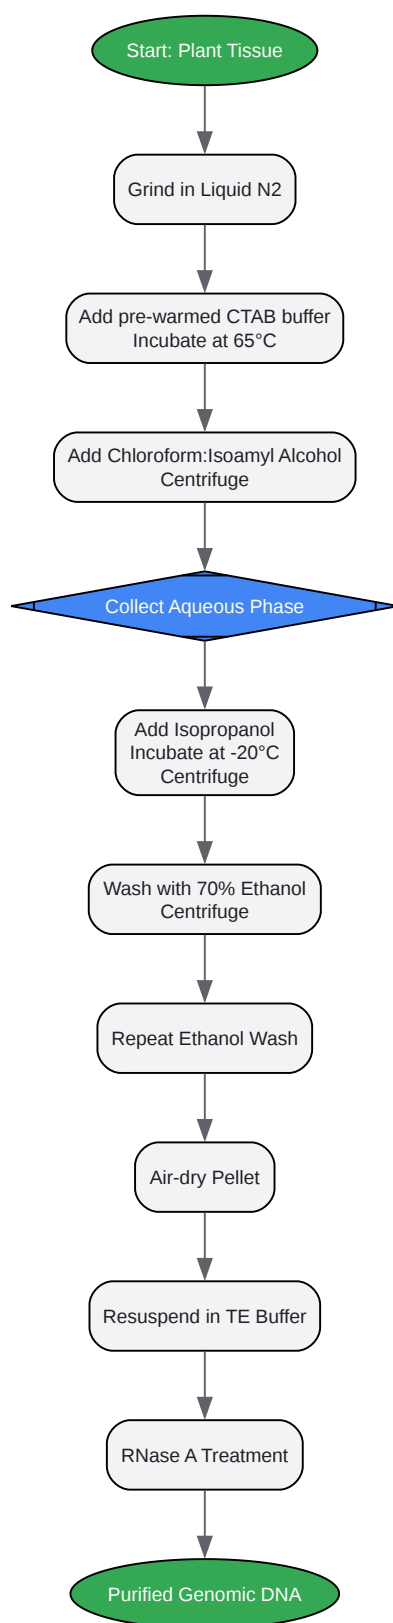 Start: Plant Tissue
Grind in Liquid N2
Add pre-warmed CTAB buffer
Incubate at 65°C
Add Chloroform:Isoamyl Alcohol
Centrifuge
Collect Aqueous Phase
Add Isopropanol
Incubate at -20°C
Centrifuge
Wash with 70% Ethanol
Centrifuge
Repeat Ethanol Wash
Air-dry Pellet
Resuspend in TE Buffer
RNase A Treatment
Purified Genomic DNA